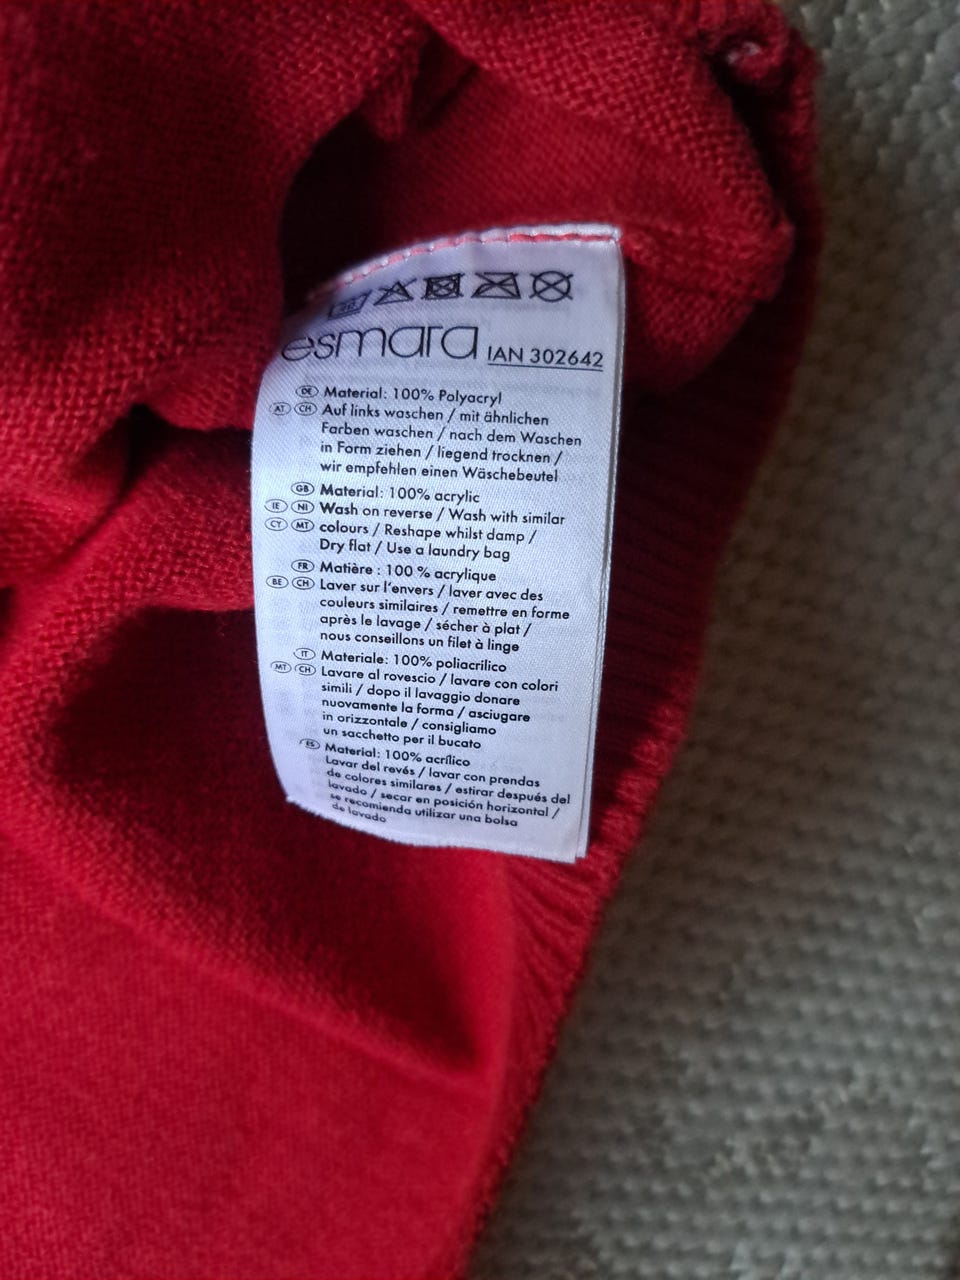 esmara IAN 302642
DE Material: 100% Polyacryl
AT CH Auf links waschen / mit ähnlichen
Farben waschen / nach dem Waschen
in Form ziehen / liegend trocknen /
wir empfehlen einen Wäschebeutel
GB Material: 100% acrylic
IE NI Wash on reverse / Wash with similar
CY MT colours / Reshape whilst damp /
Dry flat / Use a laundry bag
FR Matière : 100 % acrylique
BE CH Laver sur l'envers / laver avec des
couleurs similaires / remettre en forme
après le lavage / sécher à plat /
nous conseillons un filet à linge
IT Materiale: 100% poliacrilico
MT CH Lavare al rovescio / lavare con colori
simili / dopo il lavaggio donare
nuovamente la forma / asciugare
in orizzontale / consigliamo
un sacchetto per il bucato
ES Material: 100% acrílico
Lavar del revés / lavar con prendas
de colores similares / estirar después del
lavado / secar en posición horizontal /
se recomienda utilizar una bolsa
de lavado